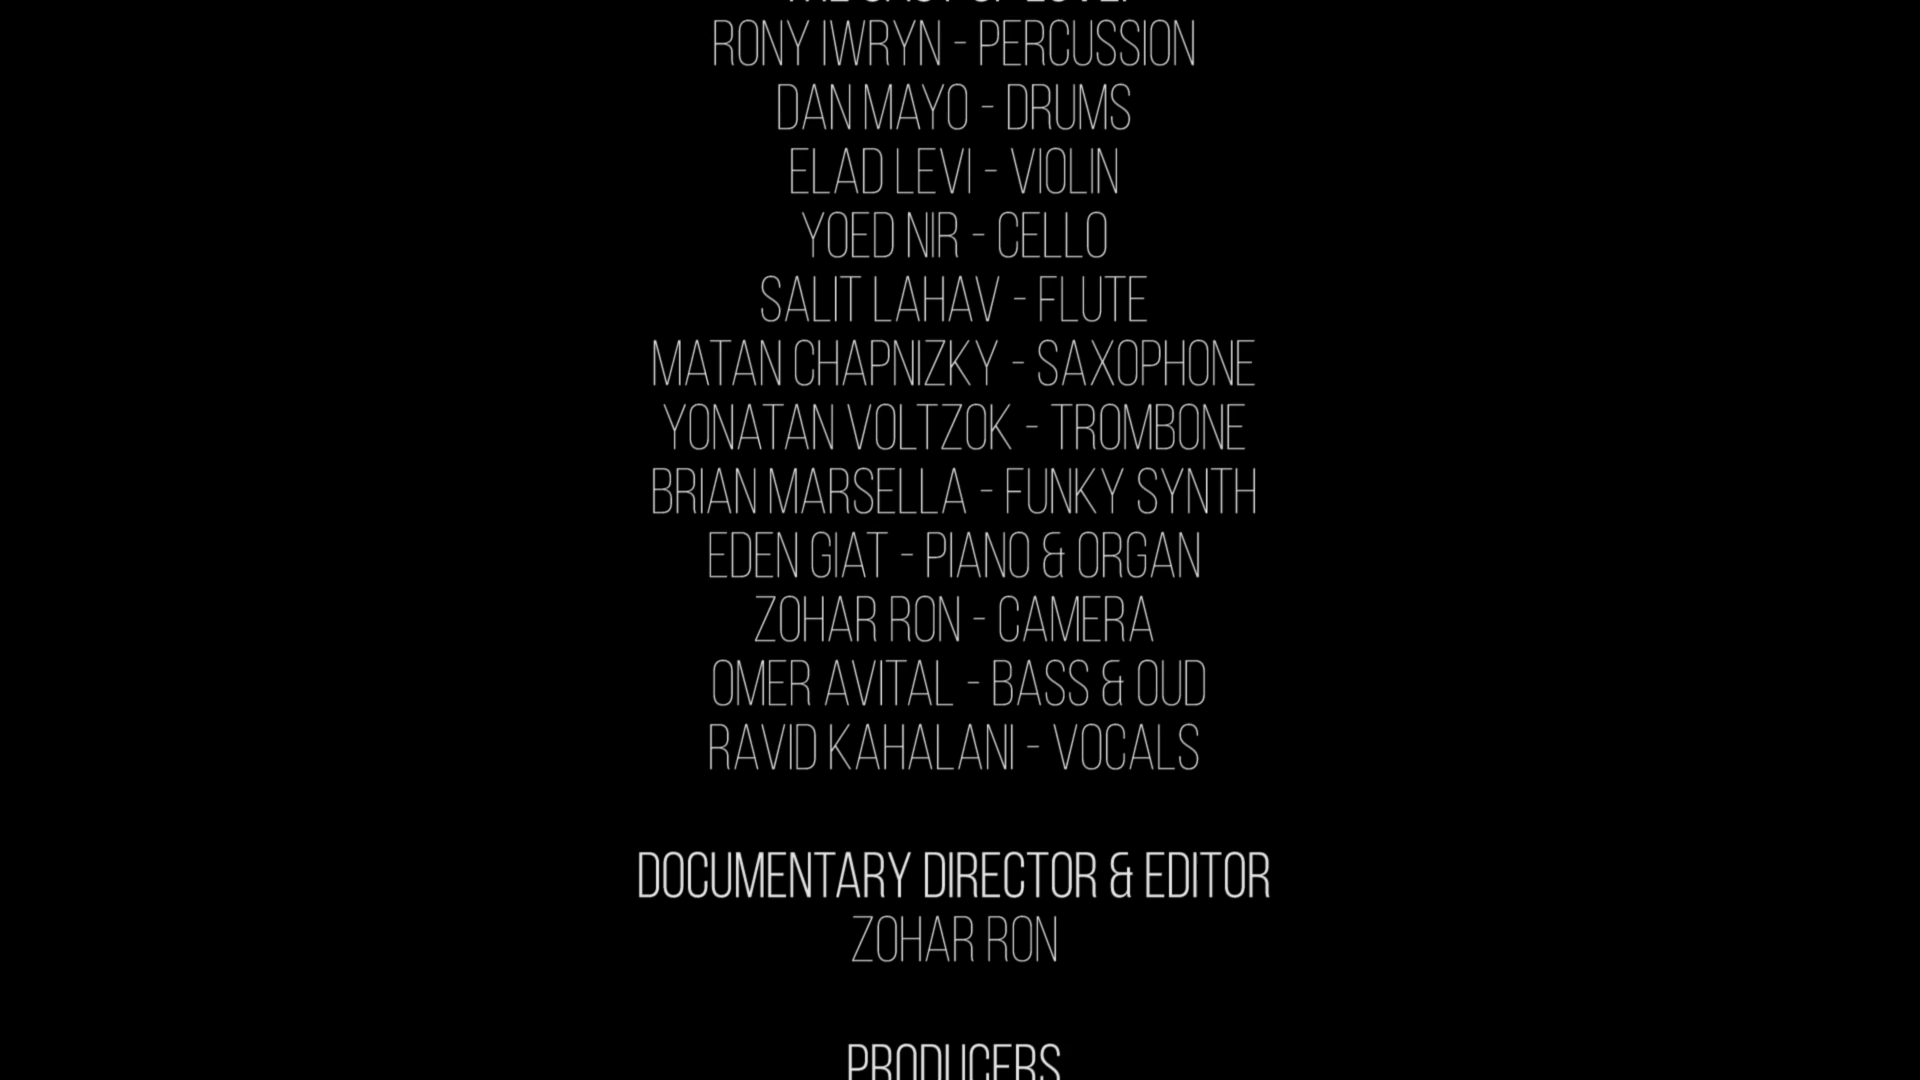 RONY IWRYN - PERCUSSION
DAN MAYO - DRUMS
ELAD LEVI - VIOLIN
YOED NIR - CELLO
SALIT LAHAV - FLUTE
MATAN CHAPNIZKY - SAXOPHONE
YONATAN VOLTZOK - TROMBONE
BRIAN MARSELLA - FUNKY SYNTH
EDEN GIAT - PIANO & ORGAN
ZOHAR RON - CAMERA
OMER AVITAL - BASS & OUD
RAVID KAHALANI - VOCALS
DOCUMENTARY DIRECTOR & EDITOR
ZOHAR RON
PRODUCERS